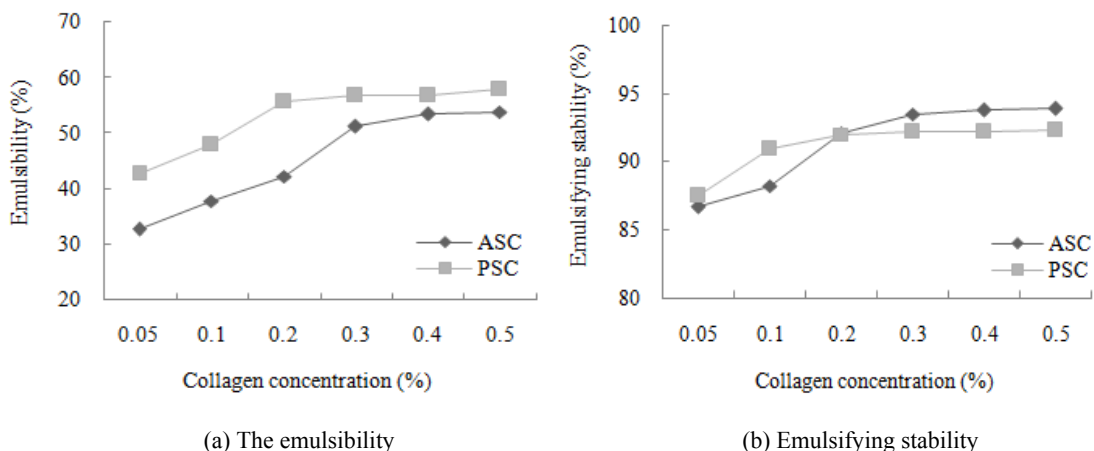 70
60
50
40
30
20
Emulsibility (%)
ASC
PSC
0.05 0.1 0.2 0.3 0.4 0.5
Collagen concentration (%)
(a) The emulsibility
100
95
90
85
80
Emulsifying stability (%)
ASC
PSC
0.05 0.1 0.2 0.3 0.4 0.5
Collagen concentration (%)
(b) Emulsifying stability